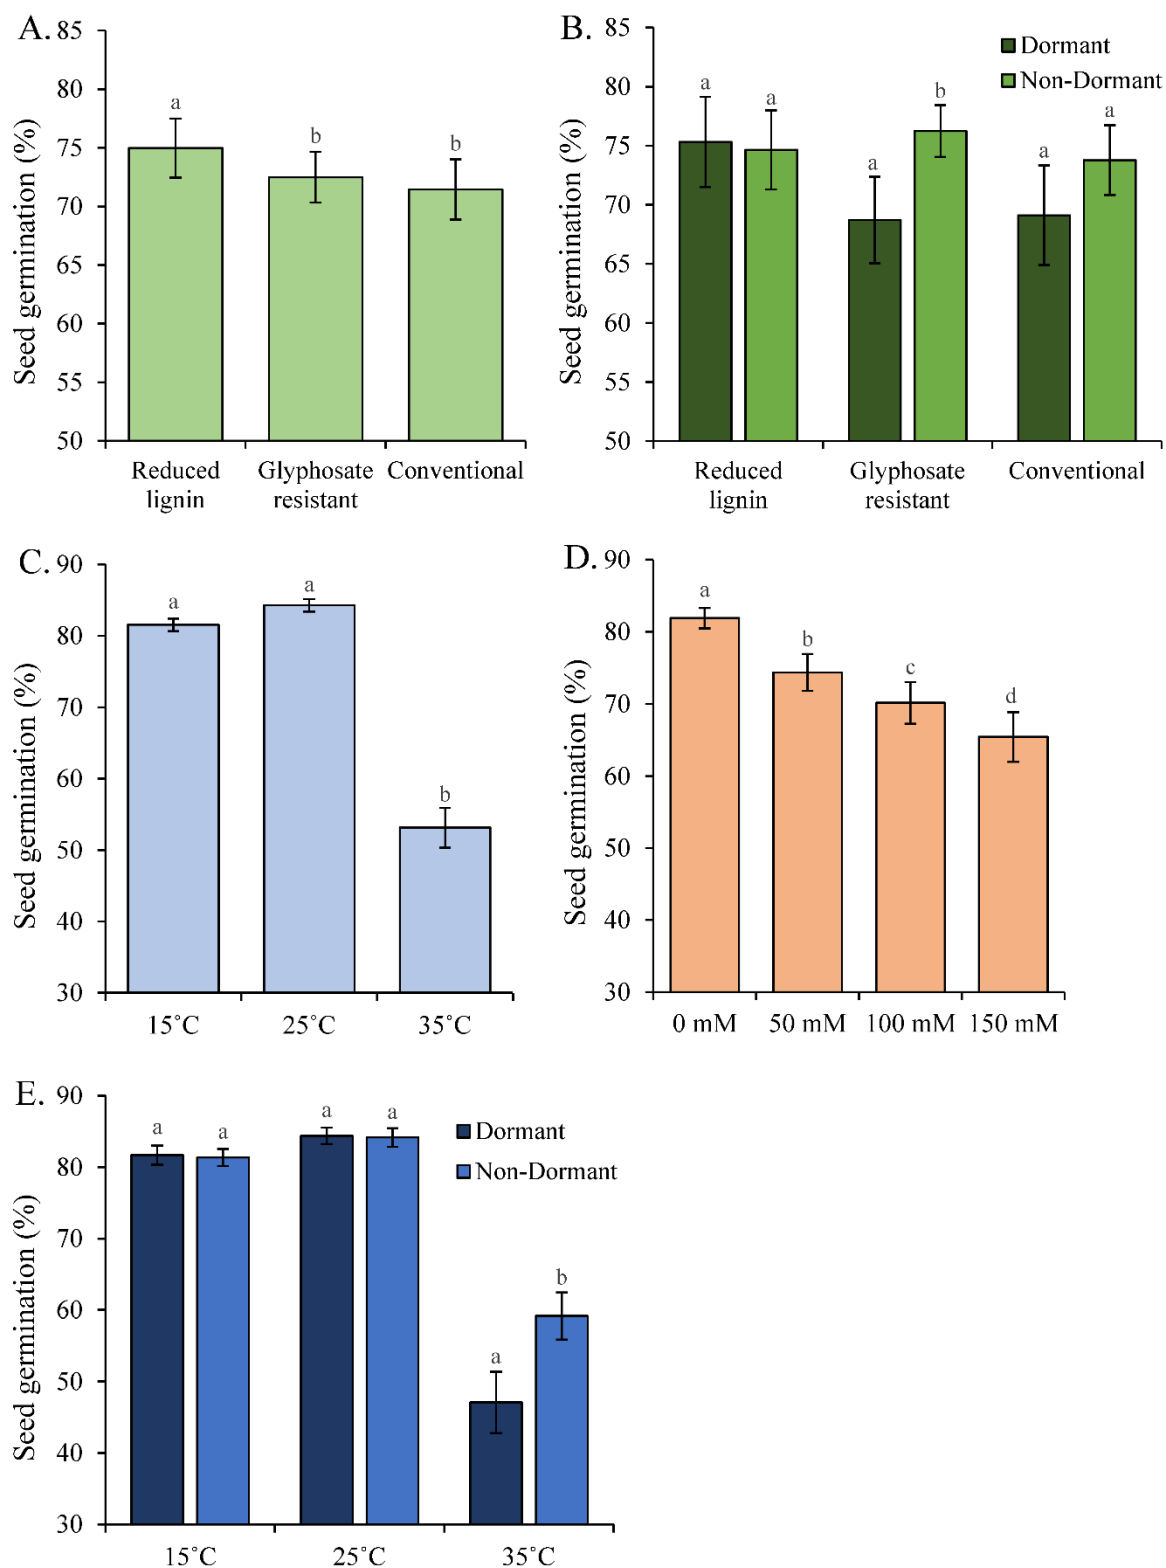 A.
85
80
75
70
65
60
55
50
Seed germination (%)
a
b
b
Reduced lignin
Glyphosate resistant
Conventional
B.
85
80
75
70
65
60
55
50
Seed germination (%)
Dormant
Non-Dormant
a
a
a
b
a
a
Reduced lignin
Glyphosate resistant
Conventional
C.
90
80
70
60
50
40
30
Seed germination (%)
a
a
b
15˚C
25˚C
35˚C
D.
90
80
70
60
50
40
30
Seed germination (%)
a
b
c
d
0 mM
50 mM
100 mM
150 mM
E.
90
80
70
60
50
40
30
Seed germination (%)
Dormant
Non-Dormant
a
a
a
a
a
b
15˚C
25˚C
35˚C